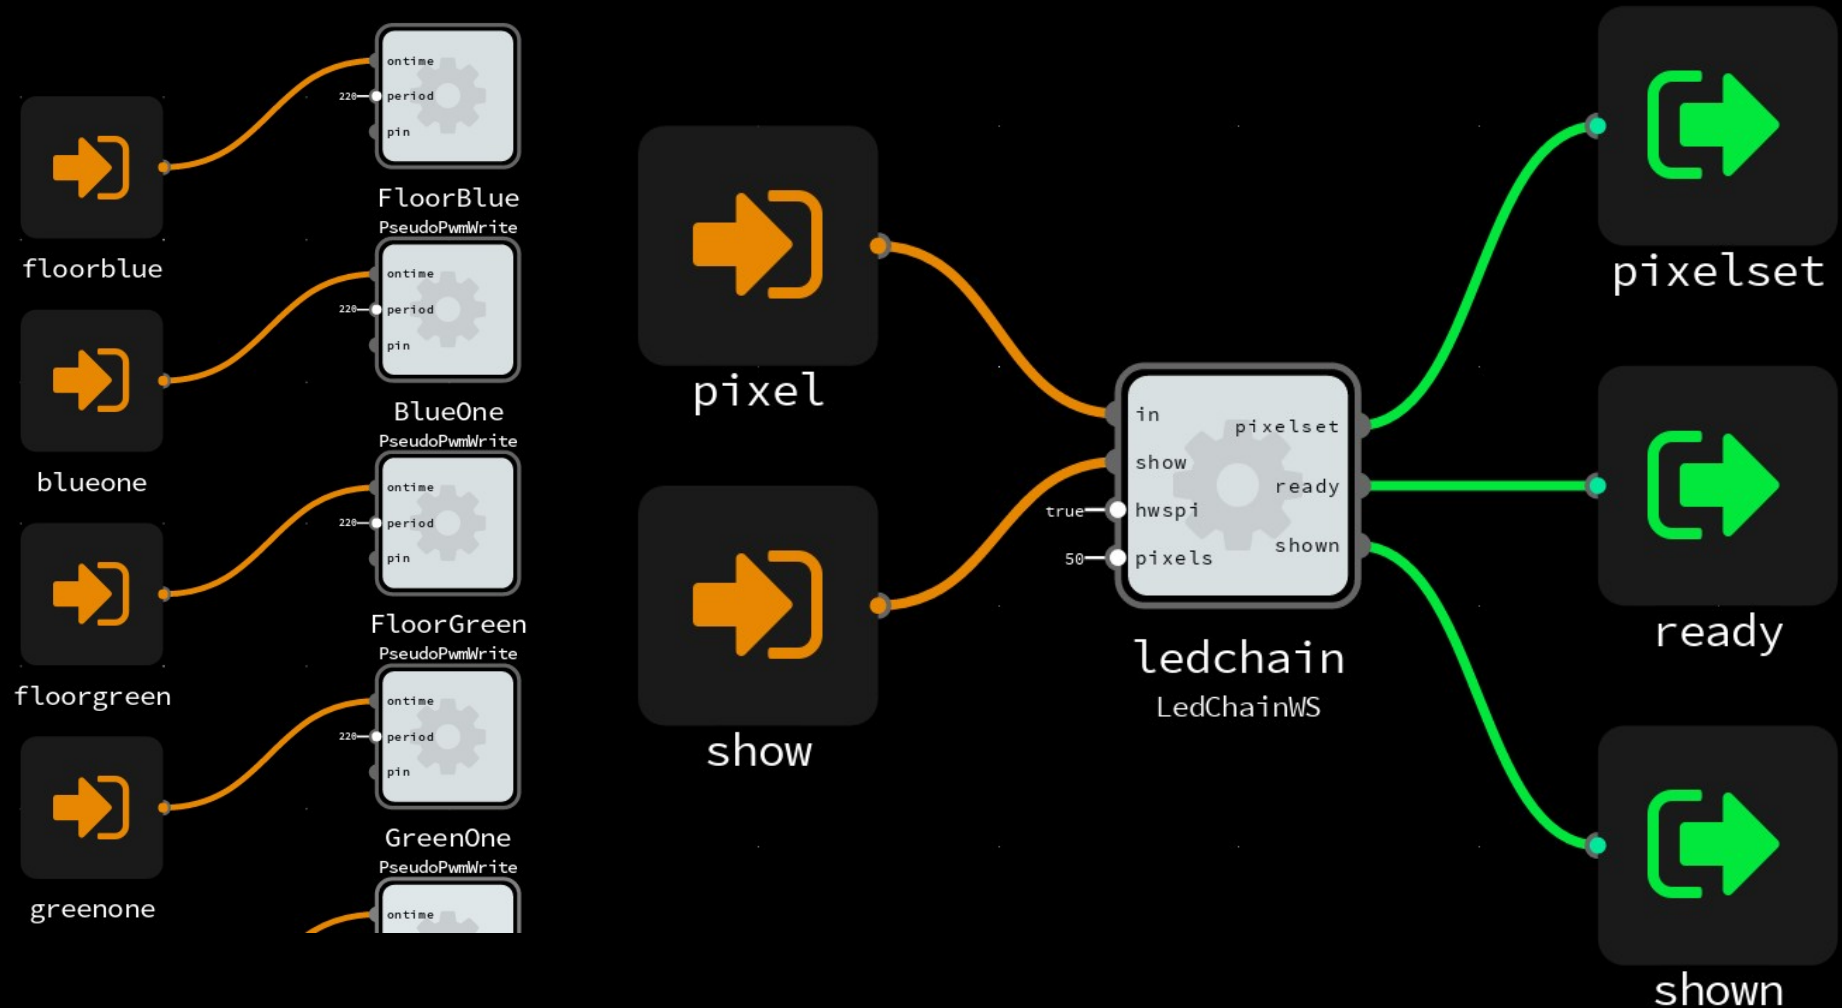 ontime
220
period
pin
FloorBlue
PseudoPwmWrite
floorblue
ontime
220
period
pin
BlueOne
PseudoPwmWrite
blueone
ontime
220
period
pin
FloorGreen
PseudoPwmWrite
floorgreen
ontime
220
period
pin
GreenOne
PseudoPwmWrite
greenone
ontime
pixel
show
in
show
true
hwspi
50
pixels
pixelset
ready
shown
ledchain
LedChainWS
pixelset
ready
shown